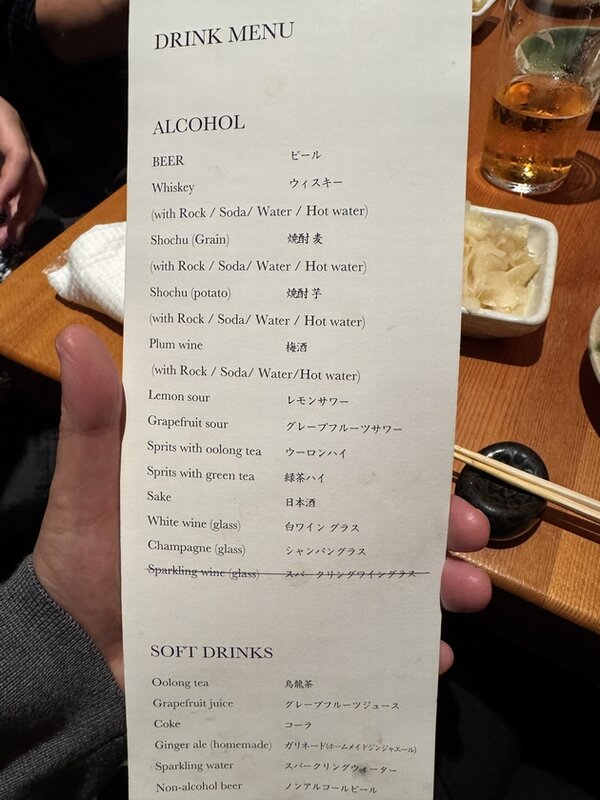 DRINK MENU
ALCOHOL
BEER ビール
Whiskey ウィスキー
(with Rock / Soda/ Water / Hot water)
Shochu (Grain) 焼酎 麦
(with Rock / Soda/ Water / Hot water)
Shochu (potato) 焼酎 芋
(with Rock / Soda/ Water / Hot water)
Plum wine 梅酒
(with Rock / Soda/ Water/Hot water)
Lemon sour レモンサワー
Grapefruit sour グレープフルーツサワー
Sprits with oolong tea ウーロンハイ
Sprits with green tea 緑茶ハイ
Sake 日本酒
White wine (glass) 白ワイン グラス
Champagne (glass) シャンパングラス
Sparkling wine (glass) スパークリングワイングラス
SOFT DRINKS
Oolong tea 烏龍茶
Grapefruit juice グレープフルーツジュース
Coke コーラ
Ginger ale (homemade) ガリネード(ホームメイドジンジャエール)
Sparkling water スパークリングウォーター
Non-alcohol beer ノンアルコールビール